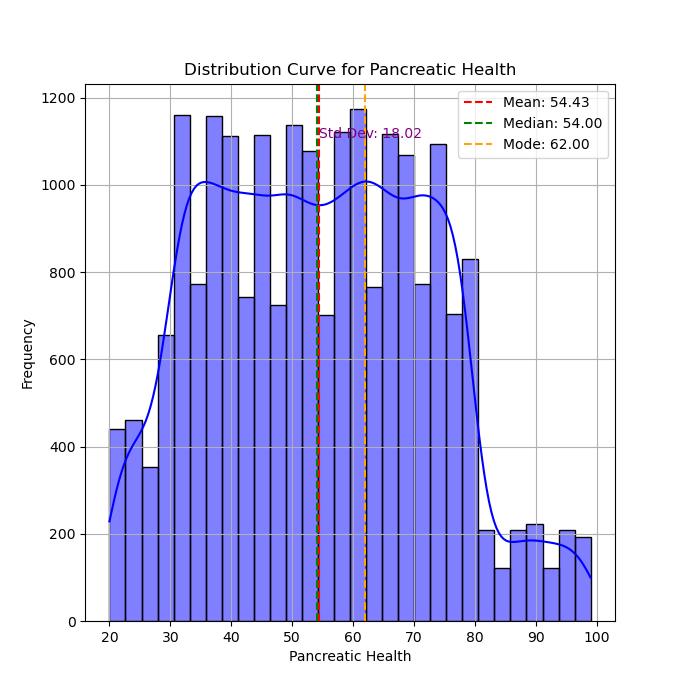 Distribution Curve for Pancreatic Health
1200
1000
800
600
400
200
0
Frequency
Std Dev: 18.02
Mean: 54.43
Median: 54.00
Mode: 62.00
20 30 40 50 60 70 80 90 100
Pancreatic Health